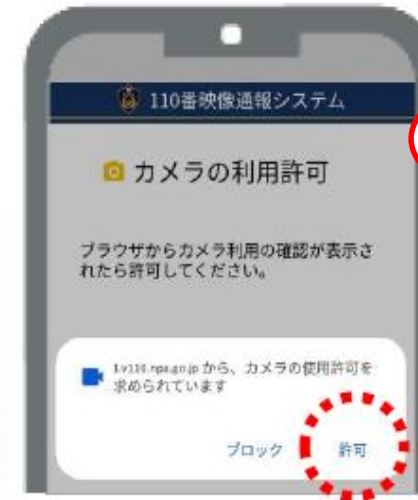 110番映像通報システム
カメラの利用許可
ブラウザからカメラ利用の確認が表示さ
れたら許可してください。
から、カメラの使用許可を
求められています
ブロック
許可